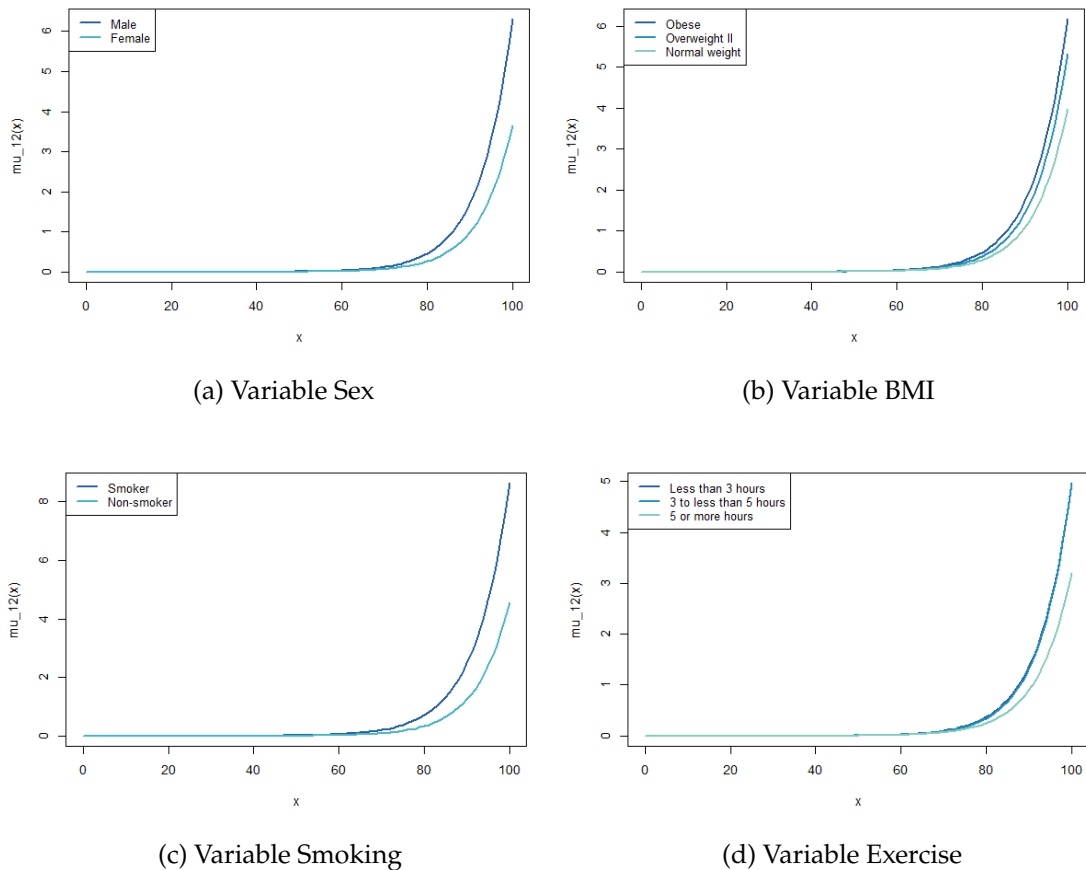 Male
Female
mu_12(x)
6
5
4
3
2
1
0
0 20 40 60 80 100
x
(a) Variable Sex
Obese
Overweight II
Normal weight
mu_12(x)
6
5
4
3
2
1
0
0 20 40 60 80 100
x
(b) Variable BMI
Smoker
Non-smoker
mu_12(x)
8
6
4
2
0
0 20 40 60 80 100
x
(c) Variable Smoking
Less than 3 hours
3 to less than 5 hours
5 or more hours
mu_12(x)
5
4
3
2
1
0
0 20 40 60 80 100
x
(d) Variable Exercise